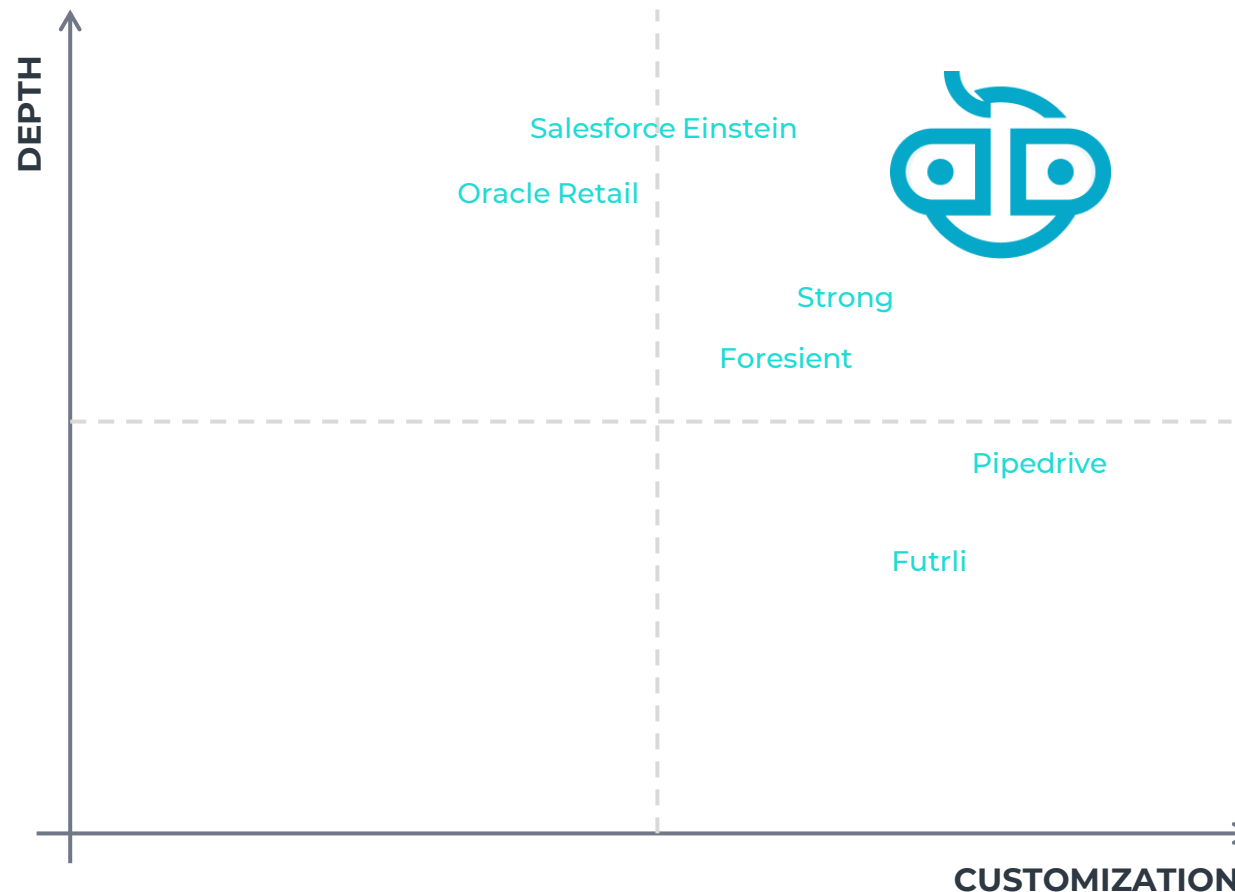 DEPTH
Salesforce Einstein
Oracle Retail
Strong
Foresient
Pipedrive
Futrli
CUSTOMIZATION